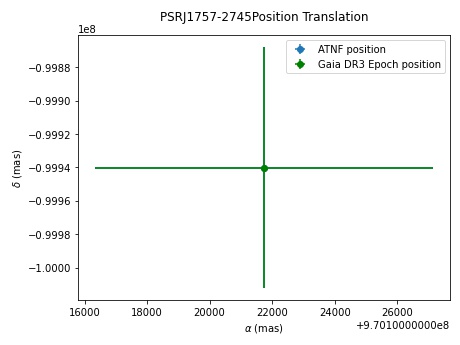 PSRJ1757-2745Position Translation
1e8
ATNF position
Gaia DR3 Epoch position
−0.9988
−0.9990
−0.9992
−0.9994
−0.9996
−0.9998
−1.0000
δ (mas)
16000 18000 20000 22000 24000 26000
+9.7010000000e8
α (mas)